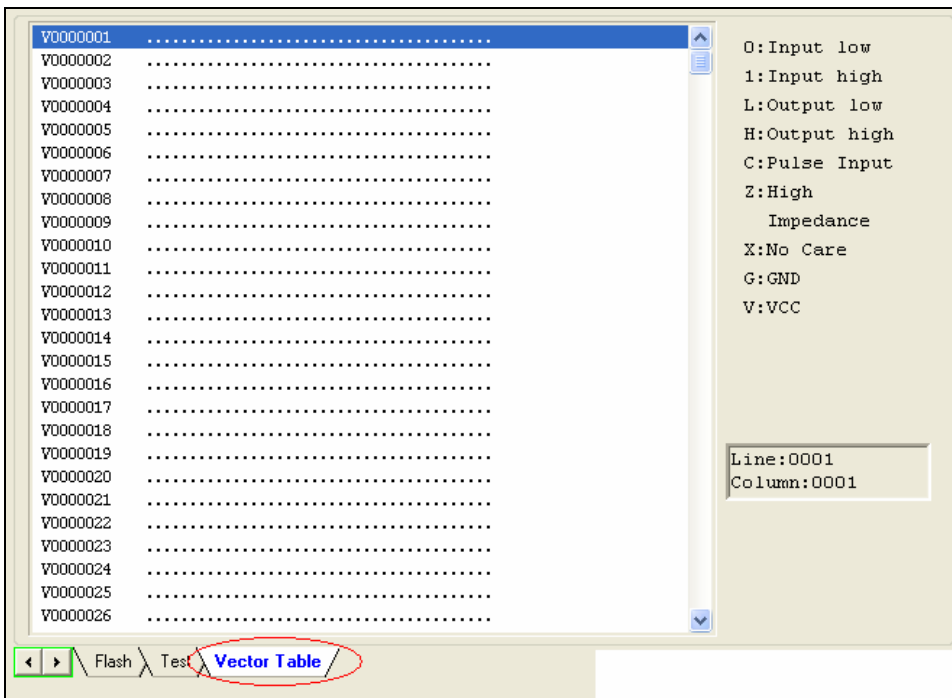 V0000001 ........................................
V0000002 ........................................
V0000003 ........................................
V0000004 ........................................
V0000005 ........................................
V0000006 ........................................
V0000007 ........................................
V0000008 ........................................
V0000009 ........................................
V0000010 ........................................
V0000011 ........................................
V0000012 ........................................
V0000013 ........................................
V0000014 ........................................
V0000015 ........................................
V0000016 ........................................
V0000017 ........................................
V0000018 ........................................
V0000019 ........................................
V0000020 ........................................
V0000021 ........................................
V0000022 ........................................
V0000023 ........................................
V0000024 ........................................
V0000025 ........................................
V0000026 ........................................
0:Input low
1:Input high
L:Output low
H:Output high
C:Pulse Input
Z:High
Impedance
X:No Care
G:GND
V:VCC
Line:0001
Column:0001
Flash Test Vector Table